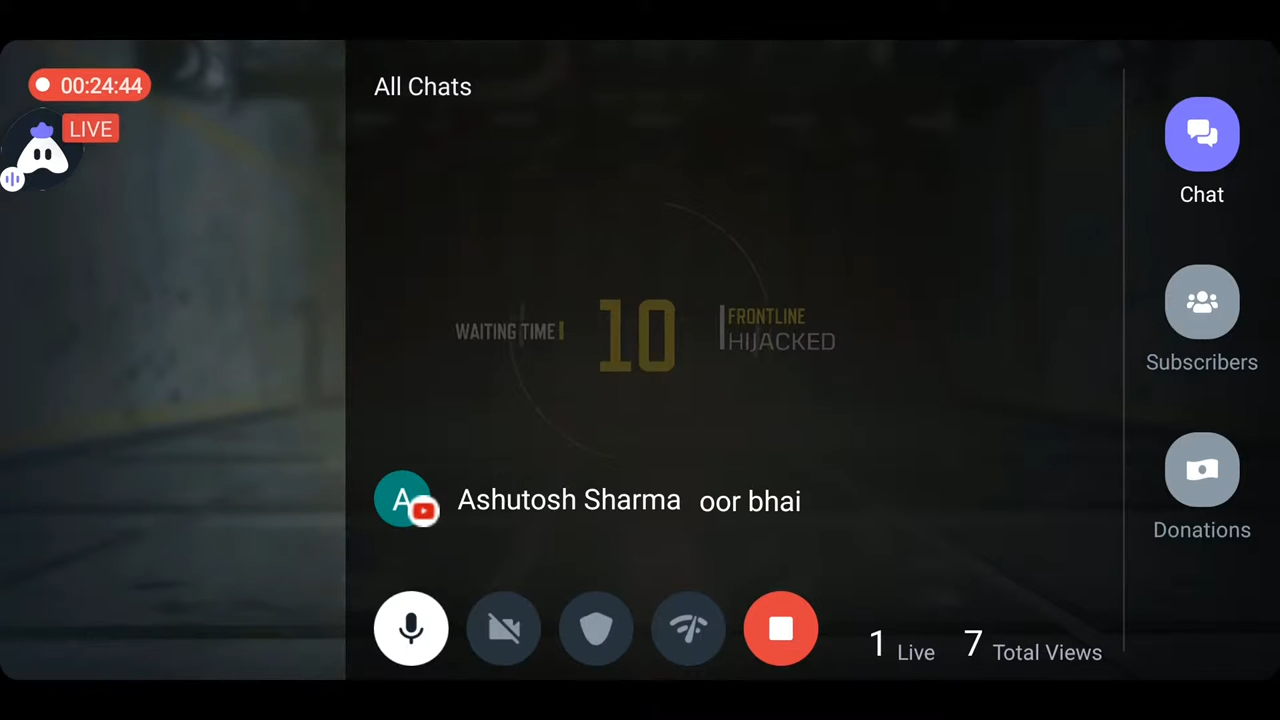 00:24:44
LIVE
All Chats
Chat
WAITING TIME
10
FRONTLINE
HIJACKED
Subscribers
A
Ashutosh Sharma oor bhai
Donations
1 Live 7 Total Views